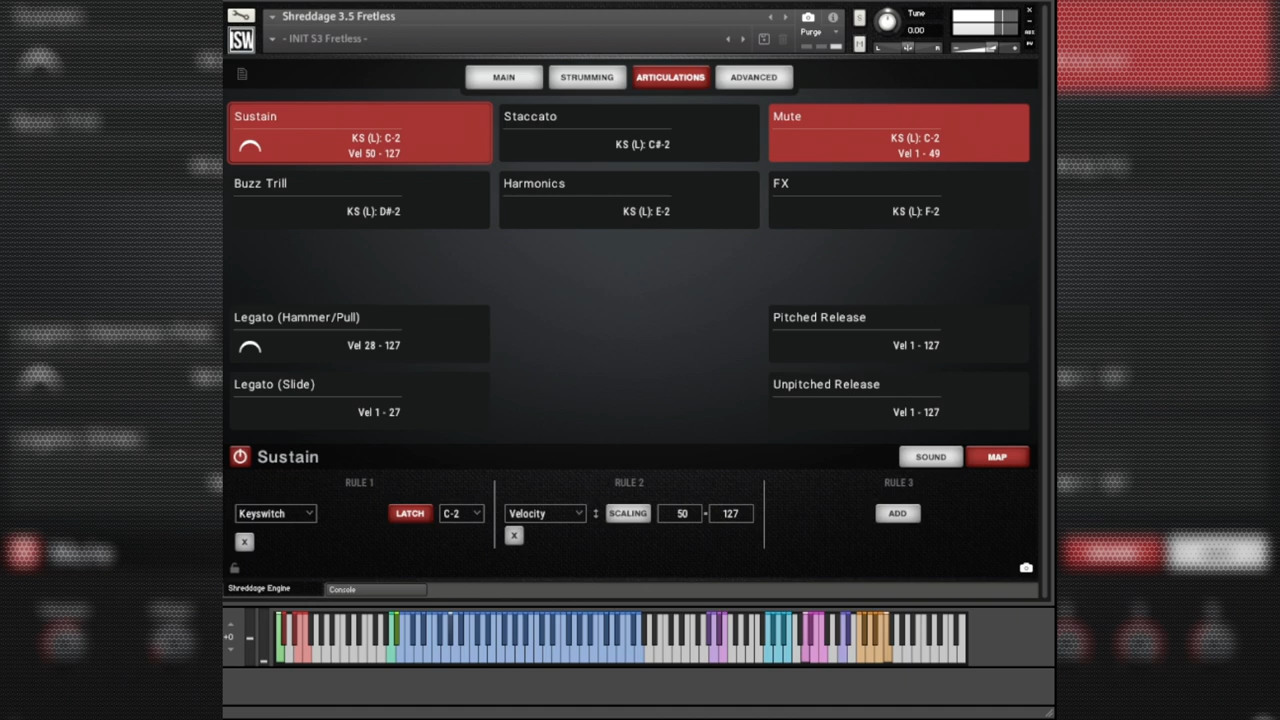 Shreddage 3.5 Fretless
- INIT S3 Fretless -
Purge
S
M
Tune
0.00
L R
- +
ISW
MAIN STRUMMING ARTICULATIONS ADVANCED
Sustain
KS (L): C-2
Vel 50 - 127
Staccato
KS (L): C#-2
Mute
KS (L): C-2
Vel 1 - 49
Buzz Trill
KS (L): D#-2
Harmonics
KS (L): E-2
FX
KS (L): F-2
Legato (Hammer/Pull)
Vel 28 - 127
Pitched Release
Vel 1 - 127
Legato (Slide)
Vel 1 - 27
Unpitched Release
Vel 1 - 127
Sustain
SOUND MAP
RULE 1 RULE 2 RULE 3
Keyswitch LATCH C-2 Velocity SCALING 50 - 127 ADD
X X
Shreddage Engine Console
+0